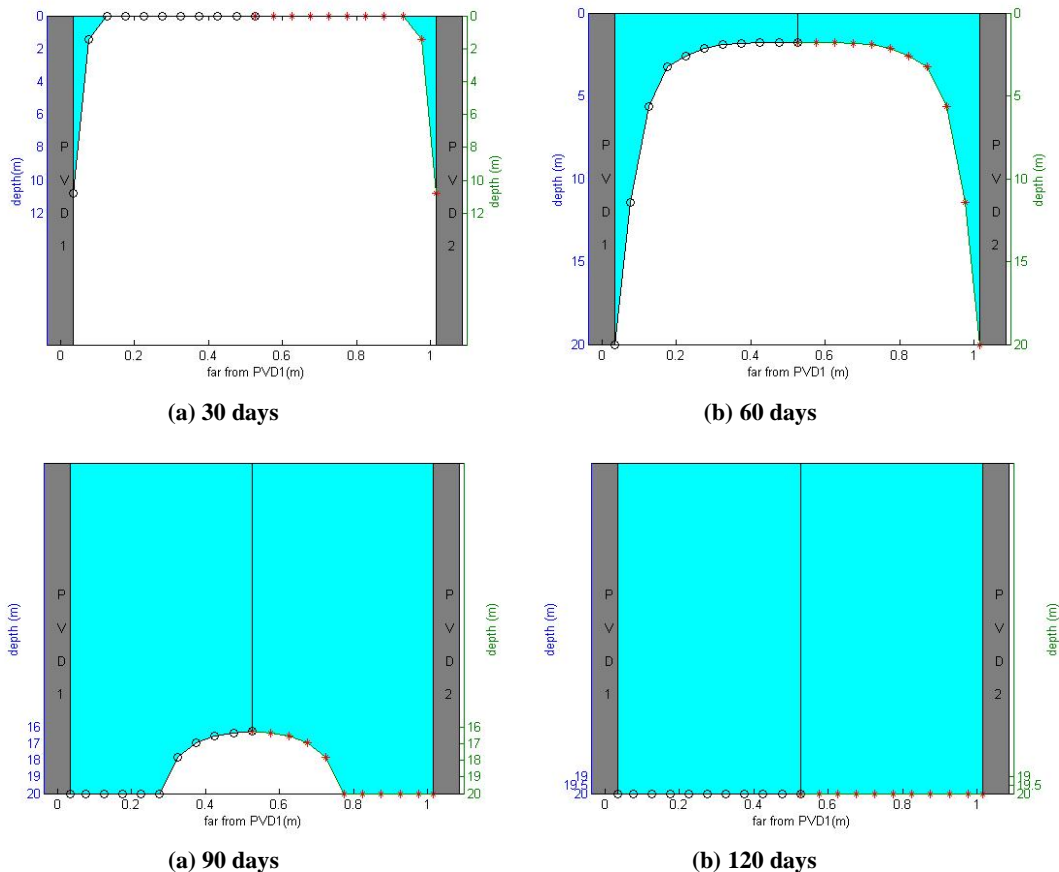 0
2
4
6
8
10
12
depth(m)
P
V
D
1
P
V
D
2
0
2
4
6
8
10
12
depth (m)
0 0.2 0.4 0.6 0.8 1
far from PVD1(m)
(a) 30 days
0
5
10
15
20
depth (m)
P
V
D
1
P
V
D
2
0
5
10
15
20
depth (m)
0 0.2 0.4 0.6 0.8 1
far from PVD1 (m)
(b) 60 days
depth (m)
P
V
D
1
16
17
18
19
20
P
V
D
2
depth (m)
16
17
18
19
20
0 0.2 0.4 0.6 0.8 1
far from PVD1(m)
(a) 90 days
depth (m)
P
V
D
1
19
19.5
20
P
V
D
2
depth (m)
19
19.5
20
0 0.2 0.4 0.6 0.8 1
far from PVD1(m)
(b) 120 days